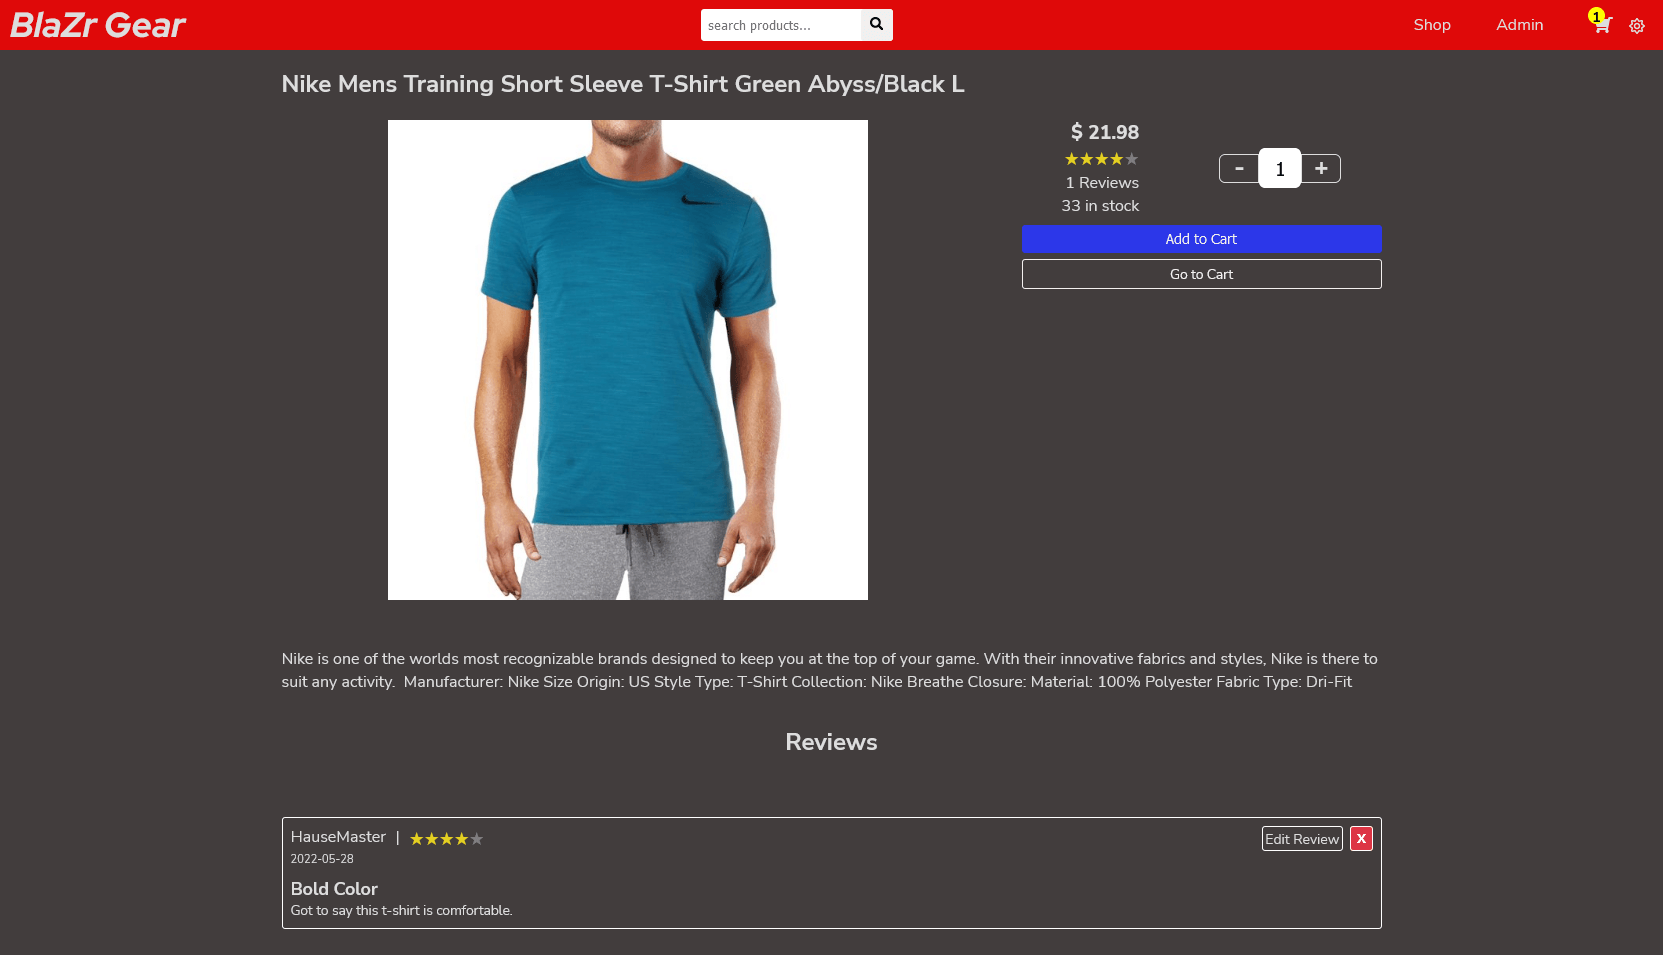 BlaZr Gear
search products...
Shop
Admin
1
Nike Mens Training Short Sleeve T-Shirt Green Abyss/Black L
$ 21.98
1 Reviews
33 in stock
- 1 +
Add to Cart
Go to Cart
Nike is one of the worlds most recognizable brands designed to keep you at the top of your game. With their innovative fabrics and styles, Nike is there to
suit any activity.  Manufacturer: Nike Size Origin: US Style Type: T-Shirt Collection: Nike Breathe Closure: Material: 100% Polyester Fabric Type: Dri-Fit
Reviews
HauseMaster |
Edit Review
X
2022-05-28
Bold Color
Got to say this t-shirt is comfortable.